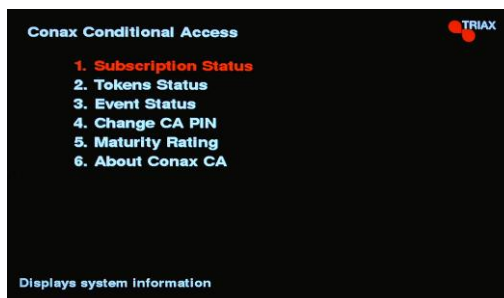 Conax Conditional Access
TRIAX
1. Subscription Status
2. Tokens Status
3. Event Status
4. Change CA PIN
5. Maturity Rating
6. About Conax CA
Displays system information